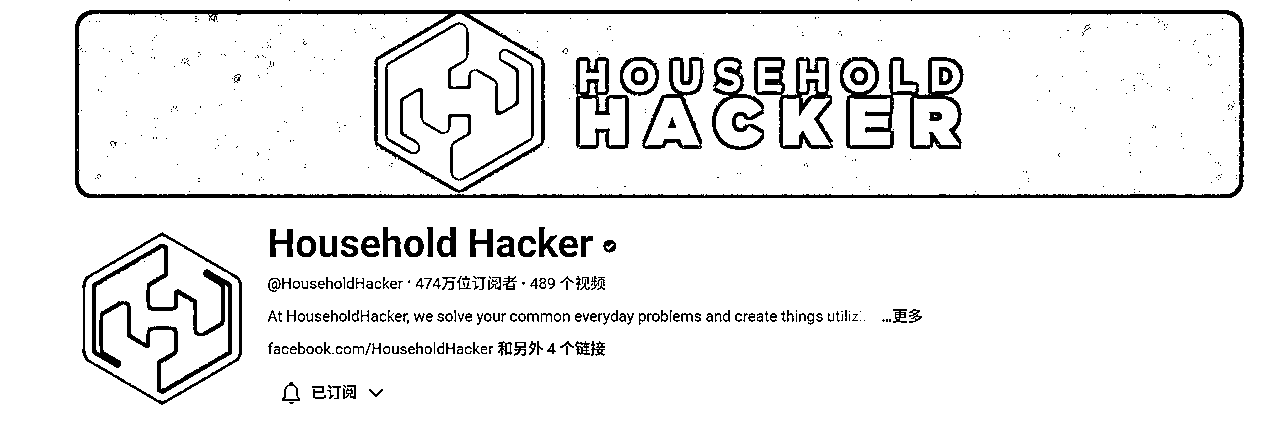 HOUSEHOLD
HACKER
Household Hacker
@HouseholdHacker · 474万位订阅者 · 489 个视频
At HouseholdHacker, we solve your common everyday problems and create things utiliz... ...更多
facebook.com/HouseholdHacker 和另外 4 个链接
已订阅